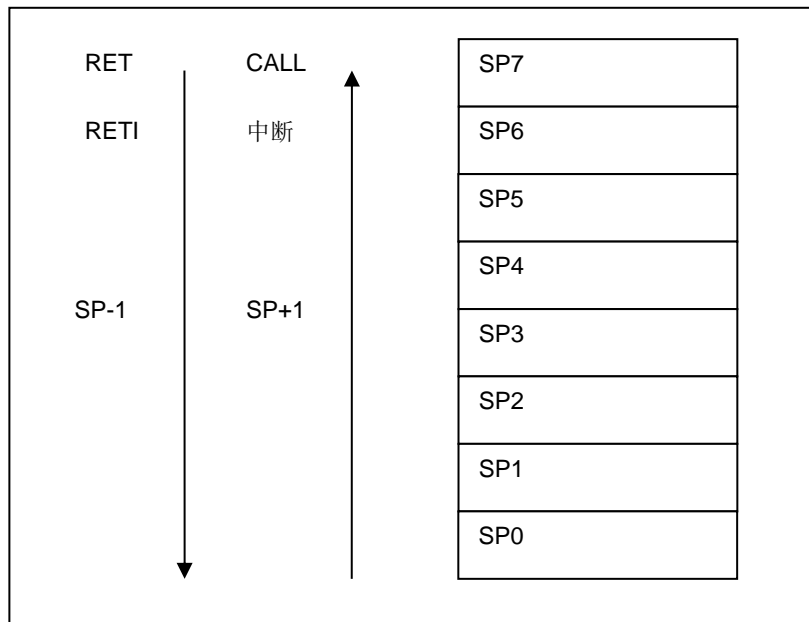 RET CALL SP7
RETI 中断 SP6
SP5
SP4
SP-1 SP+1 SP3
SP2
SP1
SP0